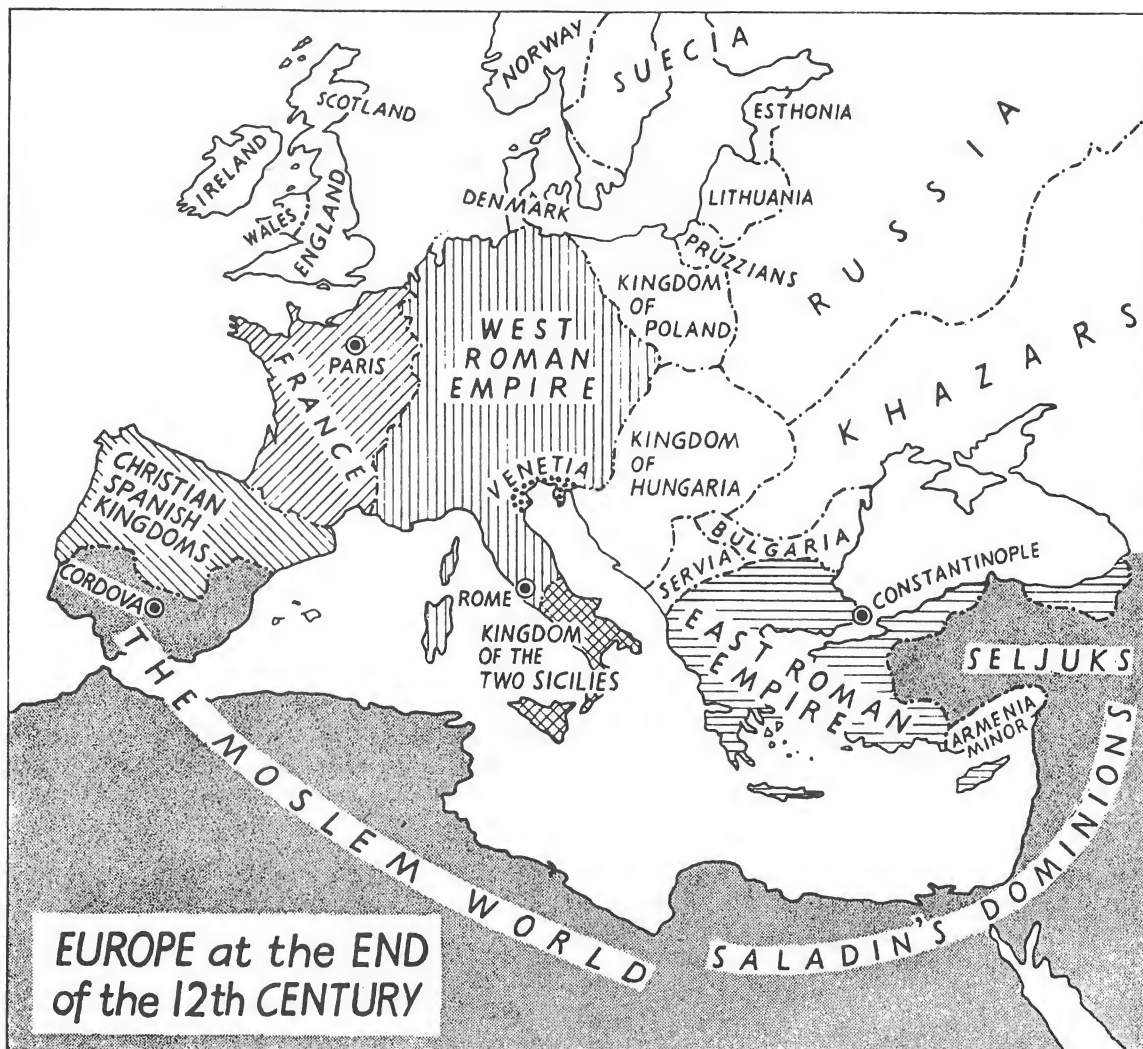 NORWAY
SUECIA
SCOTLAND
ESTHONIA
IRELAND
RUSSIA
LITHUANIA
WALES
ENGLAND
DENMARK
PRUZZIANS
KINGDOM
OF
POLAND
WEST
ROMAN
EMPIRE
PARIS
FRANCE
KHAZARS
KINGDOM
OF
HUNGARIA
VENETIA
CHRISTIAN
SPANISH
KINGDOMS
BULGARIA
SERVIA
CONSTANTINOPLE
CORDOVA
ROME
KINGDOM
OF THE
TWO SICILIES
EAST ROMAN
EMPIRE
SELJUKS
ARMENIA
MINOR
THE MOSLEM WORLD
SALADIN'S DOMINIONS
EUROPE at the END
of the 12th CENTURY